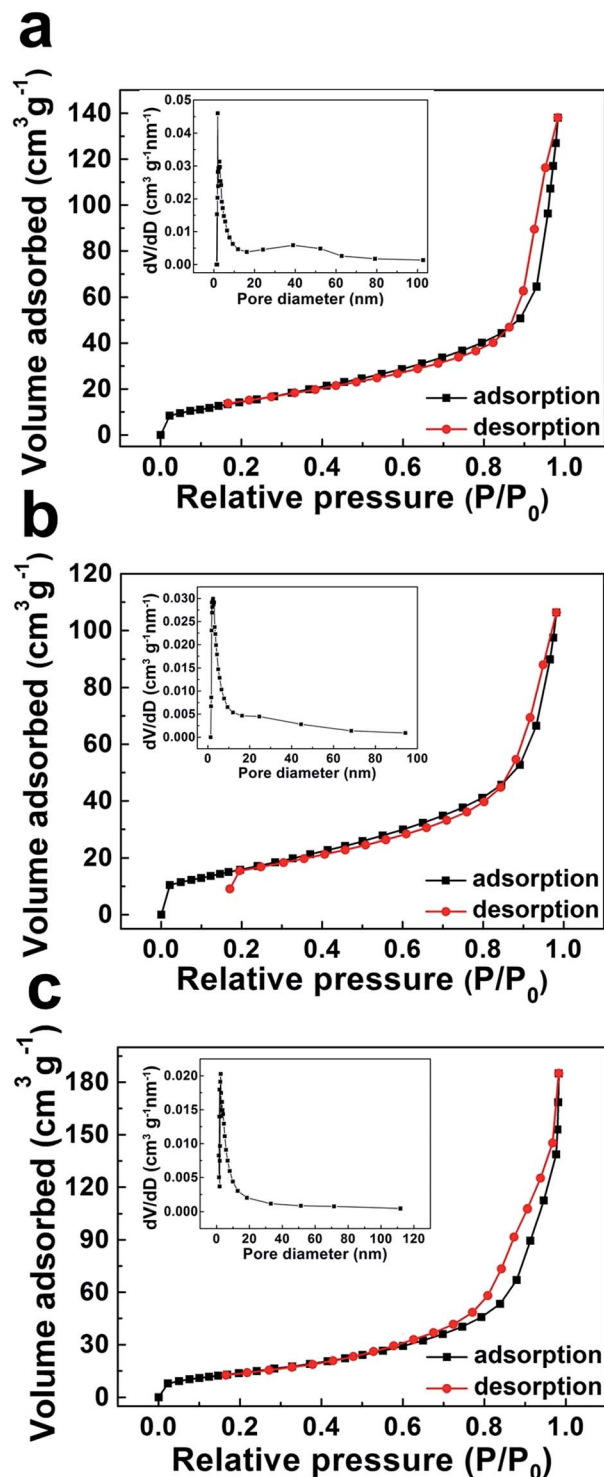 a
Volume adsorbed (cm³g⁻¹)
140
120
100
80
60
40
20
0
dV/dD (cm³ g⁻¹nm⁻¹)
0.05
0.04
0.03
0.02
0.01
0.00
0 20 40 60 80 100
Pore diameter (nm)
adsorption
desorption
0.0 0.2 0.4 0.6 0.8 1.0
Relative pressure (P/P₀)
b
Volume adsorbed (cm³g⁻¹)
120
100
80
60
40
20
0
dV/dD (cm³ g⁻¹nm⁻¹)
0.030
0.025
0.020
0.015
0.010
0.005
0.000
0 20 40 60 80 100
Pore diameter (nm)
adsorption
desorption
0.0 0.2 0.4 0.6 0.8 1.0
Relative pressure (P/P₀)
c
Volume adsorbed (cm³g⁻¹)
180
150
120
90
60
30
0
dV/dD (cm³ g⁻¹nm⁻¹)
0.020
0.015
0.010
0.005
0.000
0 20 40 60 80 100 120
Pore diameter (nm)
adsorption
desorption
0.0 0.2 0.4 0.6 0.8 1.0
Relative pressure (P/P₀)